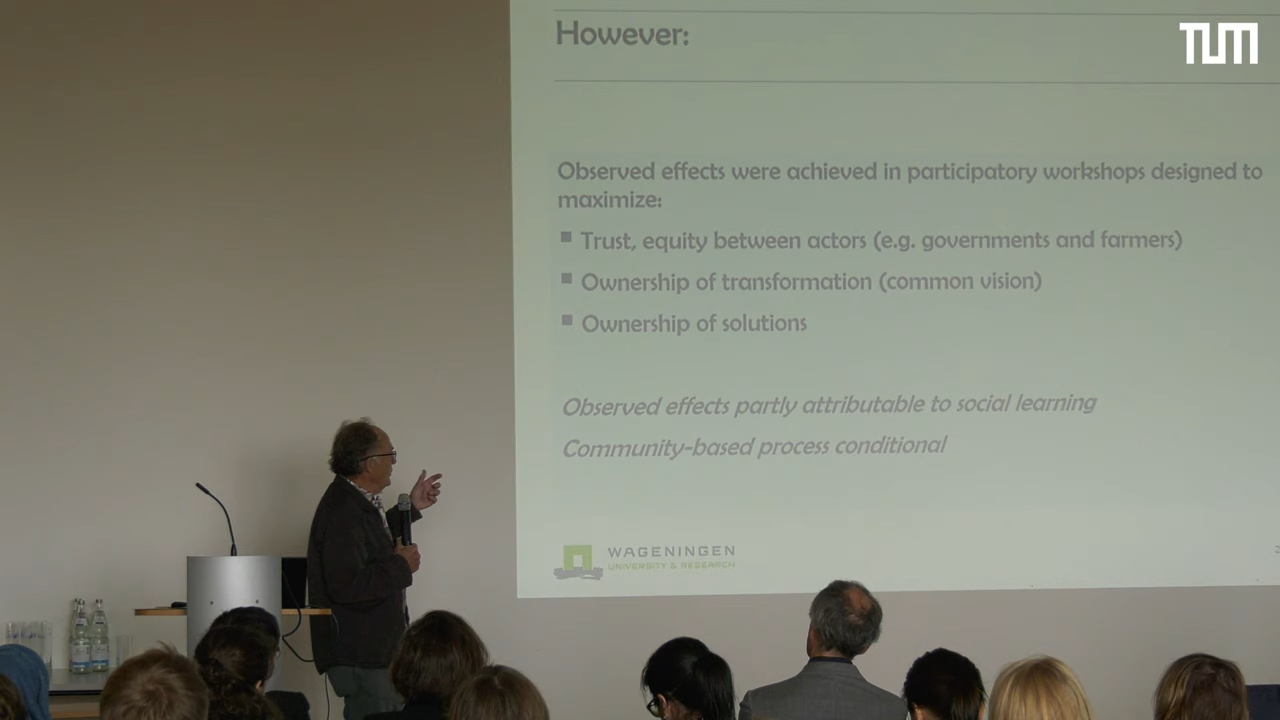 However:
TUM
Observed effects were achieved in participatory workshops designed to
maximize:
Trust, equity between actors (e.g. governments and farmers)
Ownership of transformation (common vision)
Ownership of solutions
Observed effects partly attributable to social learning
Community-based process conditional
WAGENINGEN
UNIVERSITY & RESEARCH